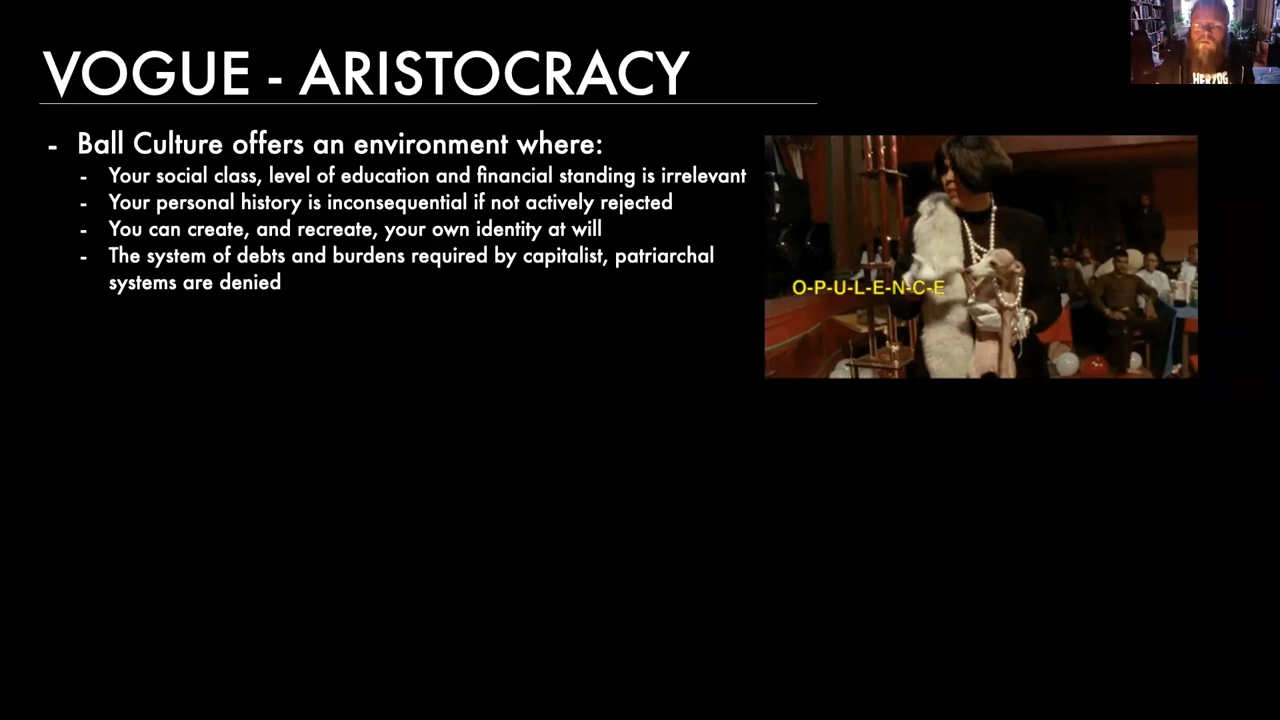 VOGUE - ARISTOCRACY
- Ball Culture offers an environment where:
- Your social class, level of education and financial standing is irrelevant
- Your personal history is inconsequential if not actively rejected
- You can create, and recreate, your own identity at will
- The system of debts and burdens required by capitalist, patriarchal
systems are denied
O-P-U-L-E-N-C-E
HERZOG